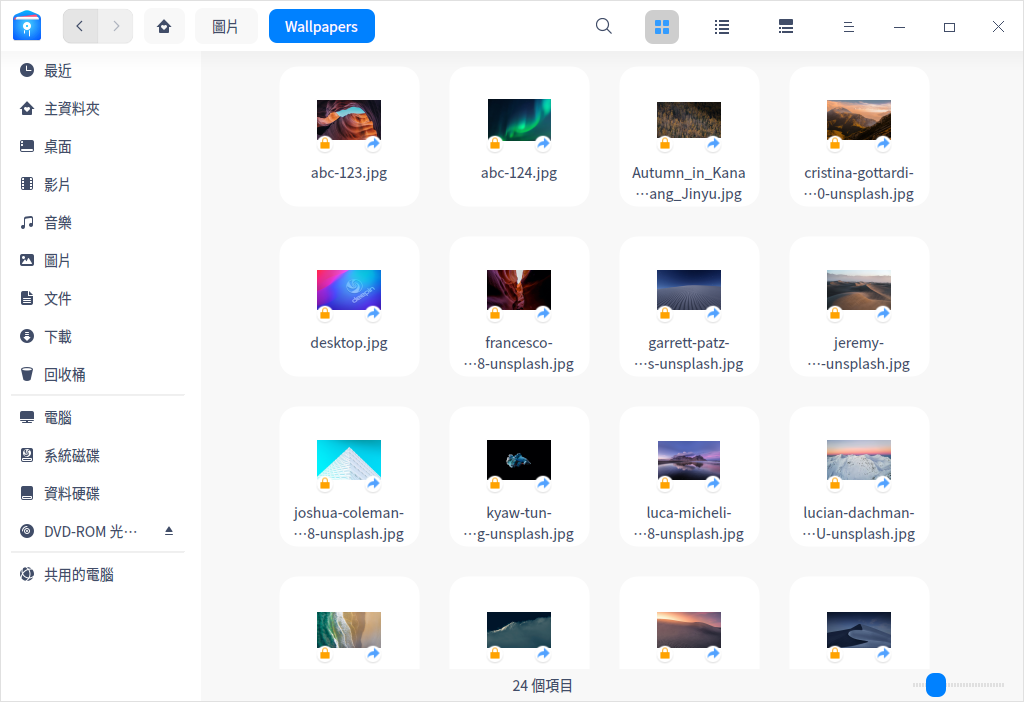 圖片
Wallpapers
最近
主資料夾
桌面
影片
音樂
圖片
文件
下載
回收桶
電腦
系統磁碟
資料硬碟
DVD-ROM 光⋯
共用的電腦
abc-123.jpg
abc-124.jpg
Autumn_in_Kana
⋯ang_Jinyu.jpg
cristina-gottardi-
⋯0-unsplash.jpg
desktop.jpg
francesco-
⋯8-unsplash.jpg
garrett-patz-
⋯s-unsplash.jpg
jeremy-
⋯-unsplash.jpg
joshua-coleman-
⋯8-unsplash.jpg
kyaw-tun-
⋯g-unsplash.jpg
luca-micheli-
⋯8-unsplash.jpg
lucian-dachman-
⋯U-unsplash.jpg
24 個項目